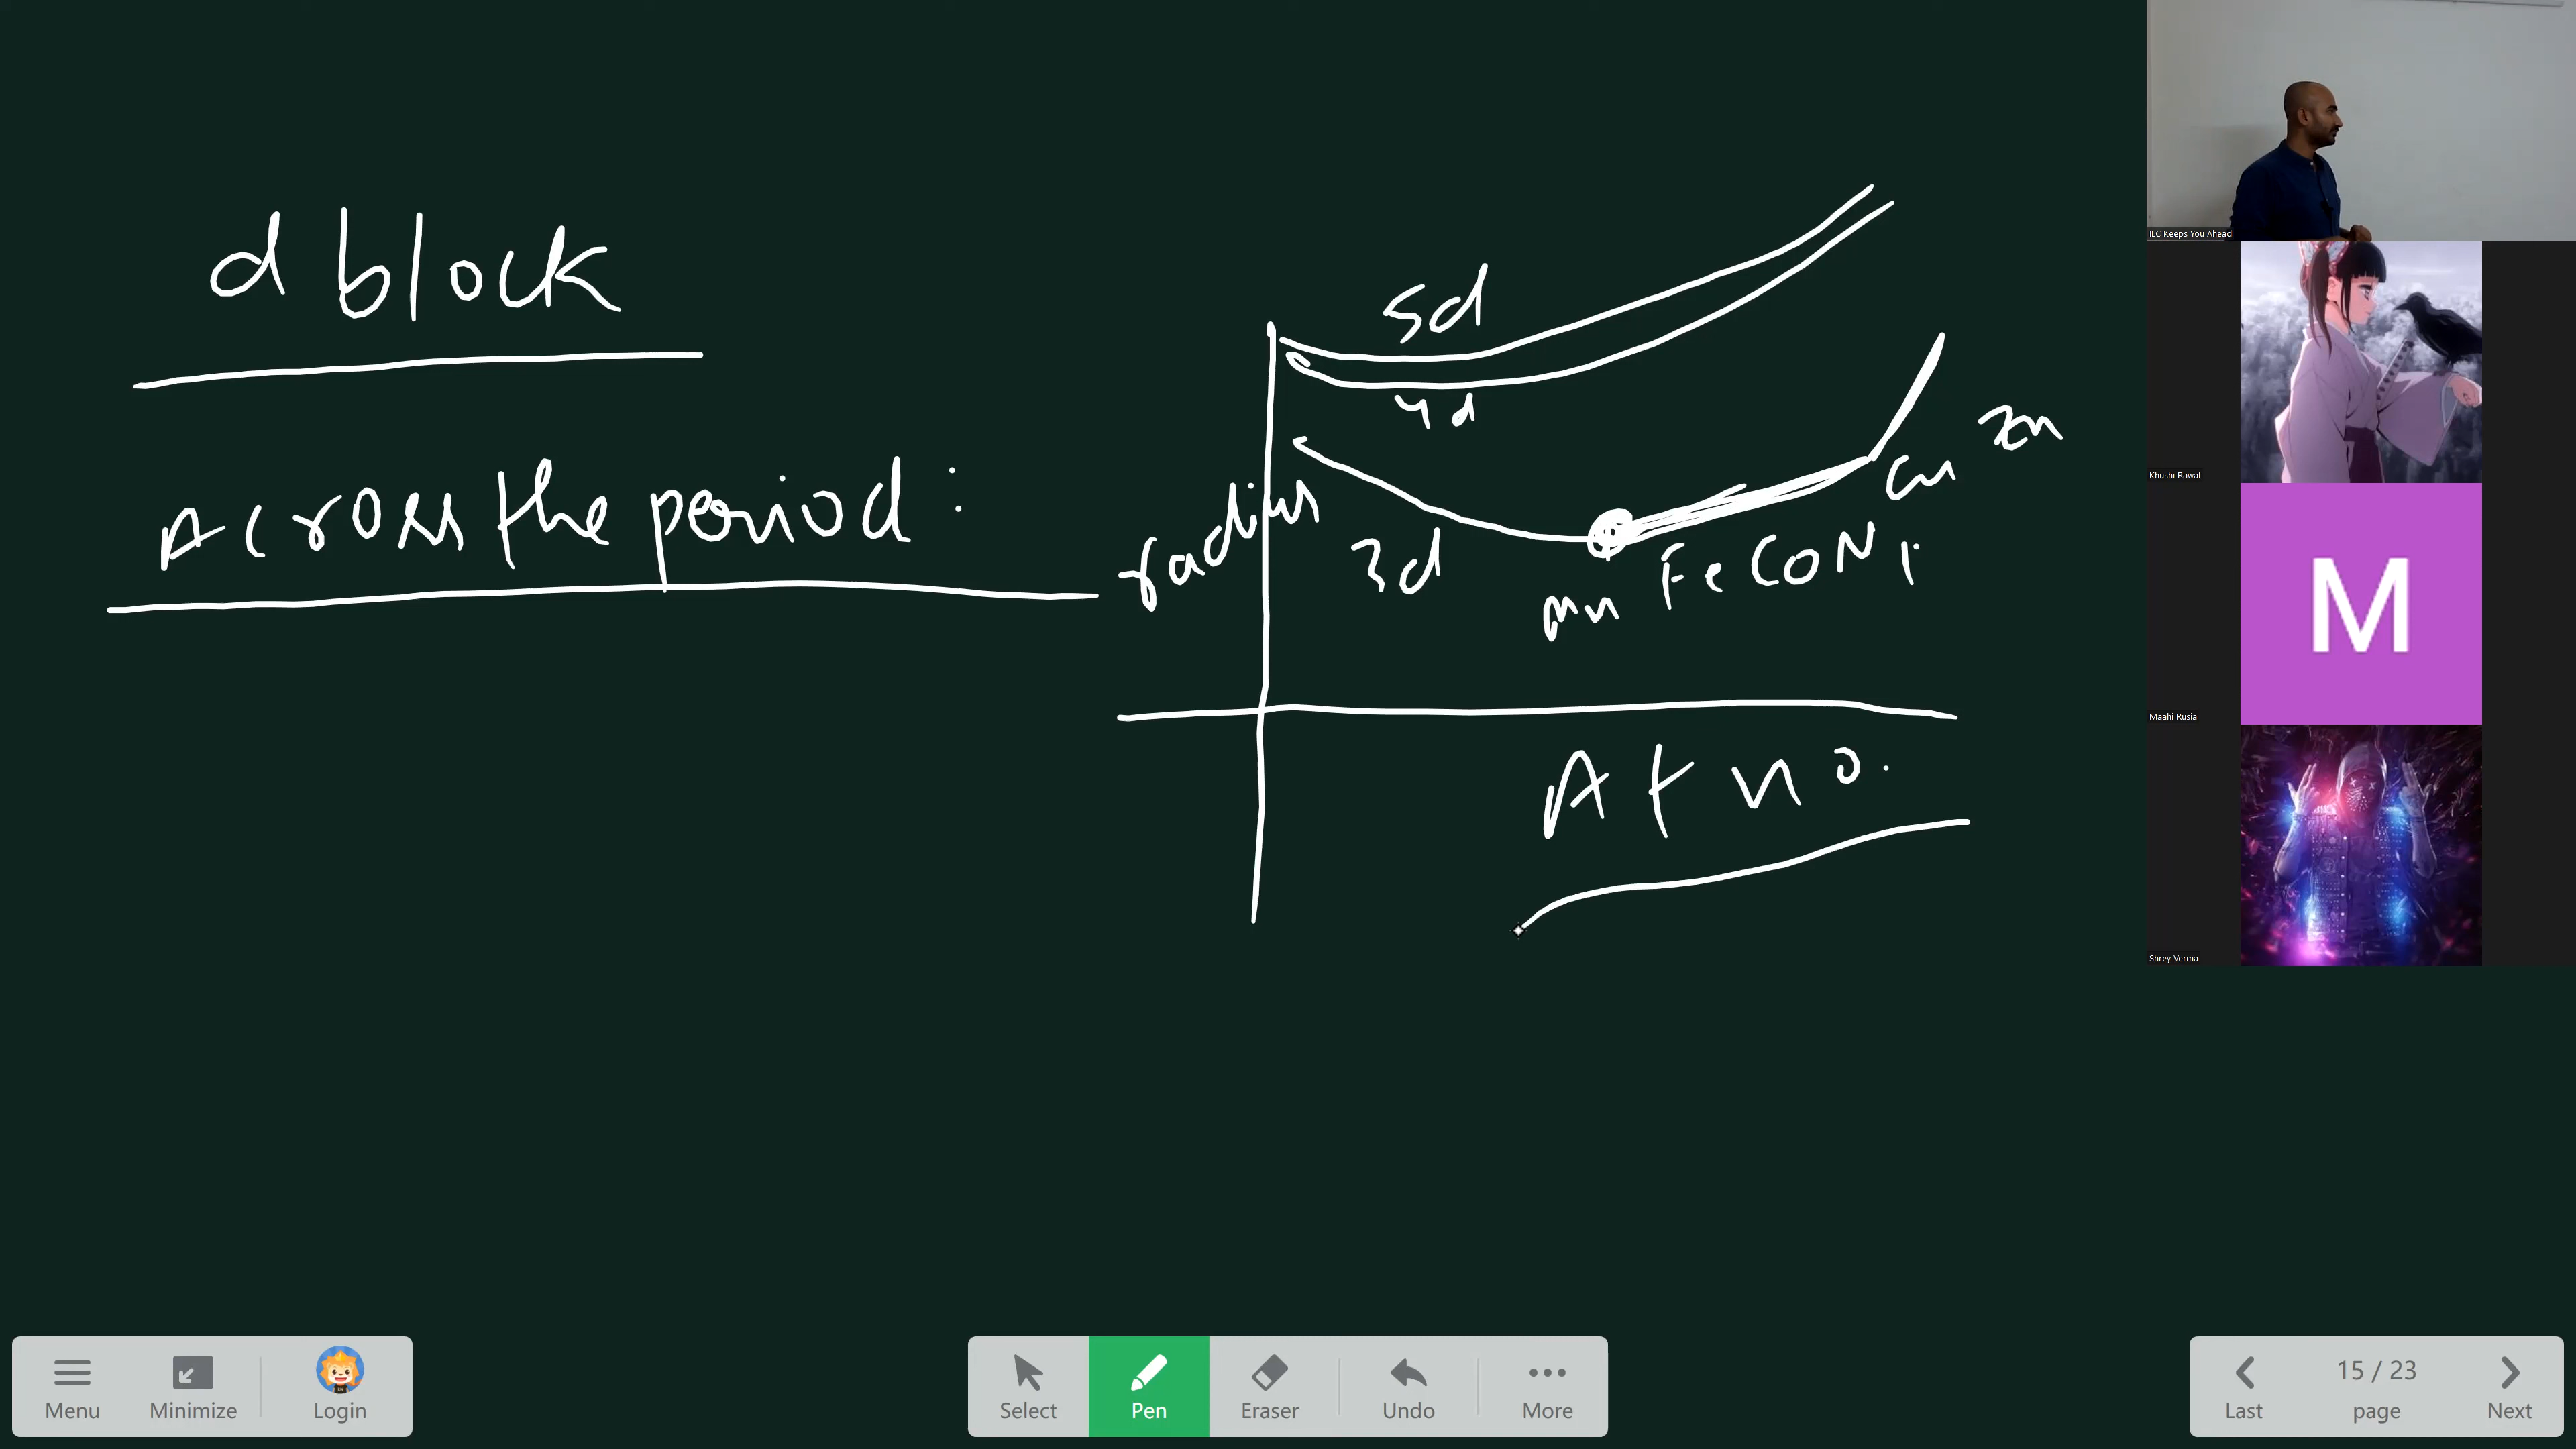 d block
Across the period :
radius
5d
4d
3d
Mn
Fe Co Ni
Cu
Zn
At no.
ILC Keeps You Ahead
Khushi Rawat
M
Maahi Rusia
Shrey Verma
Menu
Minimize
Login
Select
Pen
Eraser
Undo
More
Last
15 / 23
page
Next